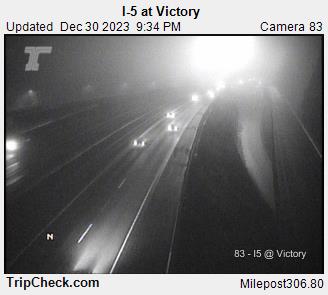 I-5 at Victory
Updated Dec 30 2023 9:34 PM Camera 83
T
N
83 - I5 @ Victory
TripCheck.com Milepost306.80